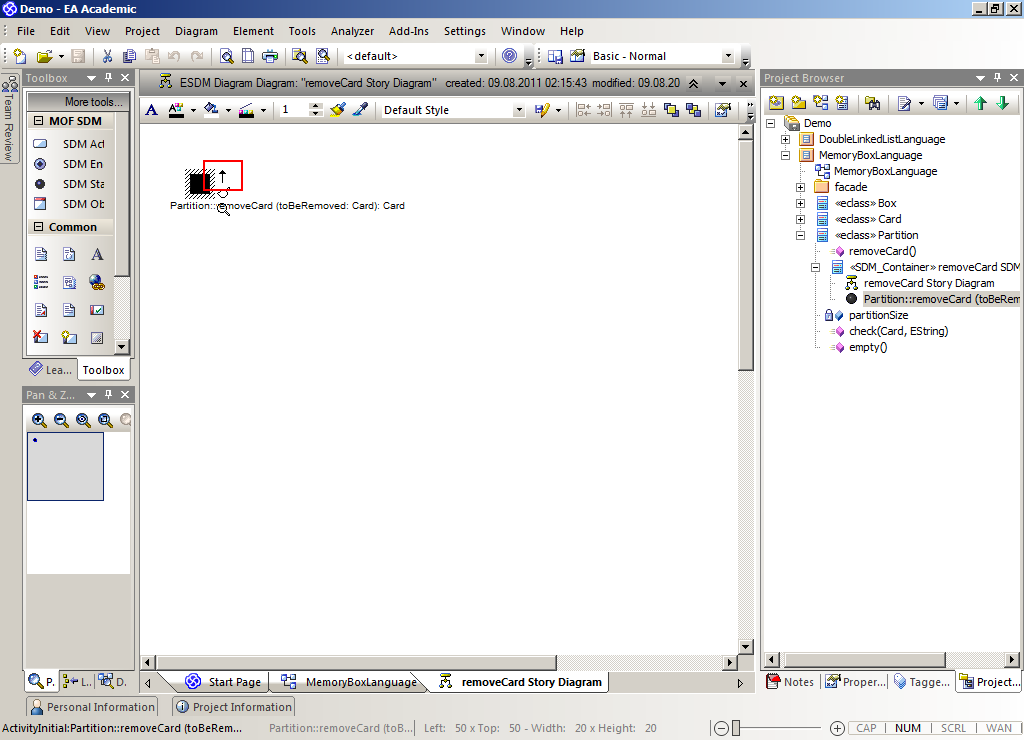 Demo - EA Academic
File Edit View Project Diagram Element Tools Analyzer Add-Ins Settings Window Help
<default> Basic - Normal
Team Review
Toolbox
More tools...
MOF SDM
SDM Act
SDM En
SDM Sta
SDM Ob
Common
A
Lea... Toolbox
Pan & Z...
P. L.. D.
ESDM Diagram Diagram: "removeCard Story Diagram" created: 09.08.2011 02:15:43 modified: 09.08.20
A 1 Default Style
Partition::removeCard (toBeRemoved: Card): Card
Start Page MemoryBoxLanguage removeCard Story Diagram
Project Browser
Demo
DoubleLinkedListLanguage
MemoryBoxLanguage
MemoryBoxLanguage
facade
«eclass» Box
«eclass» Card
«eclass» Partition
removeCard()
«SDM_Container» removeCard SDM
removeCard Story Diagram
Partition::removeCard (toBeRem
partitionSize
check(Card, EString)
empty()
Notes Proper... Tagge... Project...
Personal Information Project Information
ActivityInitial:Partition::removeCard (toBeRem... Partition::removeCard (toB... Left: 50 x Top: 50 - Width: 20 x Height: 20 CAP NUM SCRL WAN